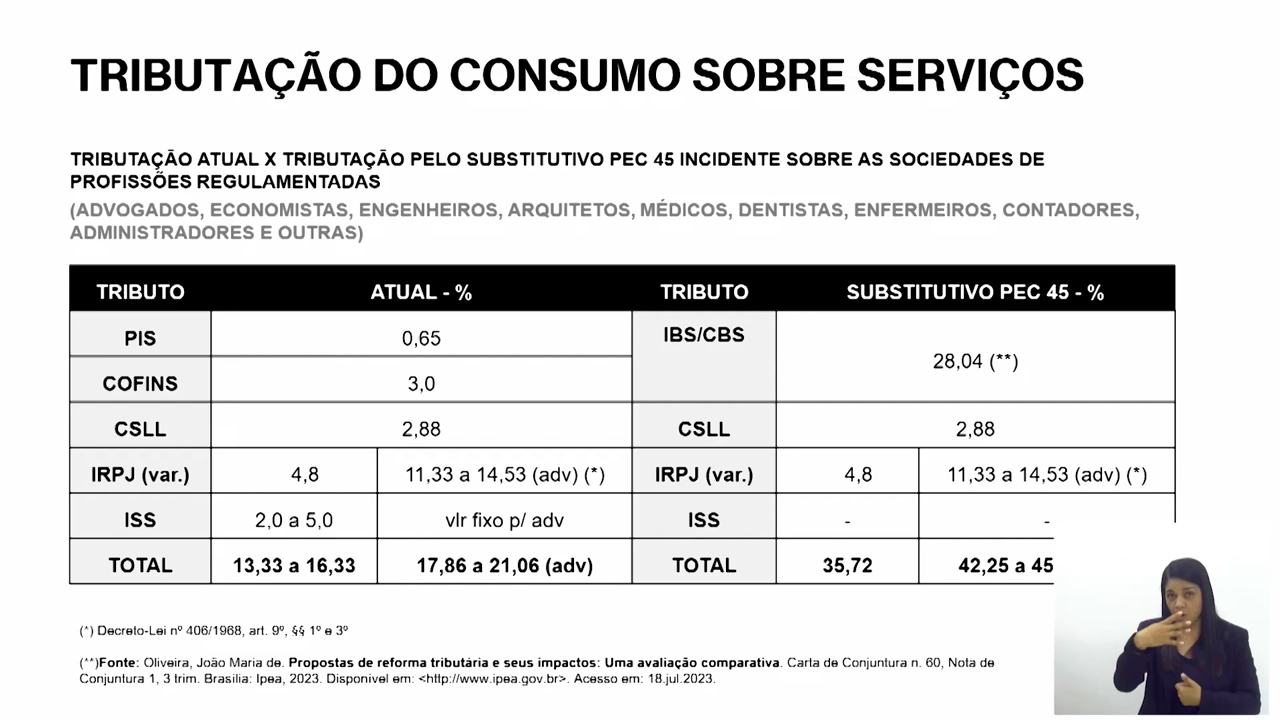 TRIBUTAÇÃO DO CONSUMO SOBRE SERVIÇOS
TRIBUTAÇÃO ATUAL X TRIBUTAÇÃO PELO SUBSTITUTIVO PEC 45 INCIDENTE SOBRE AS SOCIEDADES DE
PROFISSÕES REGULAMENTADAS
(ADVOGADOS, ECONOMISTAS, ENGENHEIROS, ARQUITETOS, MÉDICOS, DENTISTAS, ENFERMEIROS, CONTADORES,
ADMINISTRADORES E OUTRAS)
TRIBUTO ATUAL - % TRIBUTO SUBSTITUTIVO PEC 45 - %
PIS 0,65 IBS/CBS 28,04 (**)
COFINS 3,0
CSLL 2,88 CSLL 2,88
IRPJ (var.) 4,8 11,33 a 14,53 (adv) (*) IRPJ (var.) 4,8 11,33 a 14,53 (adv) (*)
ISS 2,0 a 5,0 vlr fixo p/ adv ISS - -
TOTAL 13,33 a 16,33 17,86 a 21,06 (adv) TOTAL 35,72 42,25 a 45
(*) Decreto-Lei nº 406/1968, art. 9º, §§ 1º e 3º
(**)Fonte: Oliveira, João Maria de. Propostas de reforma tributária e seus impactos: Uma avaliação comparativa. Carta de Conjuntura n. 60, Nota de
Conjuntura 1, 3 trim. Brasilia: Ipea, 2023. Disponivel em: <http://www.ipea.gov.br>. Acesso em: 18.jul.2023.